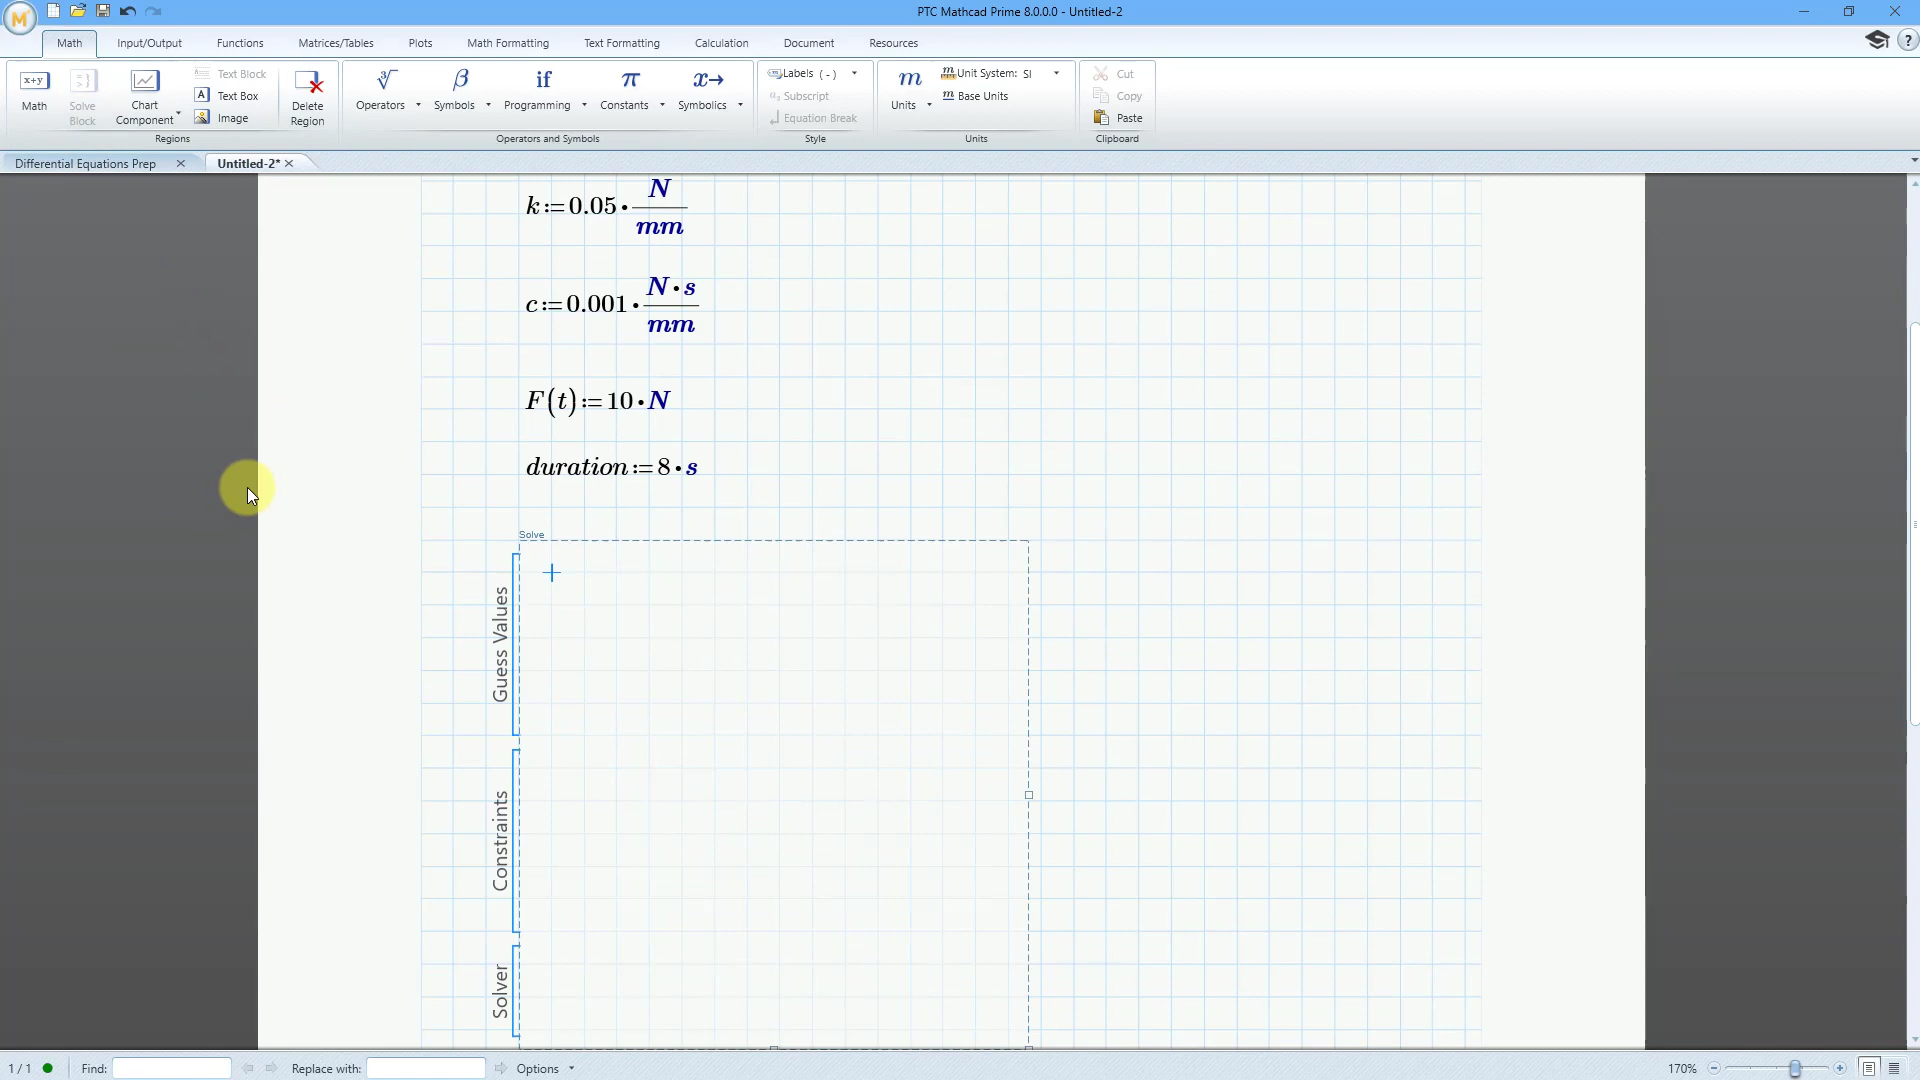 PTC Mathcad Prime 8.0.0.0 - Untitled-2
Math Input/Output Functions Matrices/Tables Plots Math Formatting Text Formatting Calculation Document Resources
Math
Solve Block
Chart Component
Text Block
Text Box
Image
Delete Region
Regions
Operators Symbols Programming Constants Symbolics
Operators and Symbols
Labels ( - )
Subscript
Equation Break
Style
Units
Unit System: SI
Base Units
Units
Cut
Copy
Paste
Clipboard
Differential Equations Prep Untitled-2*
k:=0.05·N/mm
c:=0.001·N·s/mm
F(t):=10·N
duration:=8·s
Solve
Guess Values
Constraints
Solver
1 / 1 Find: Replace with: Options 170%